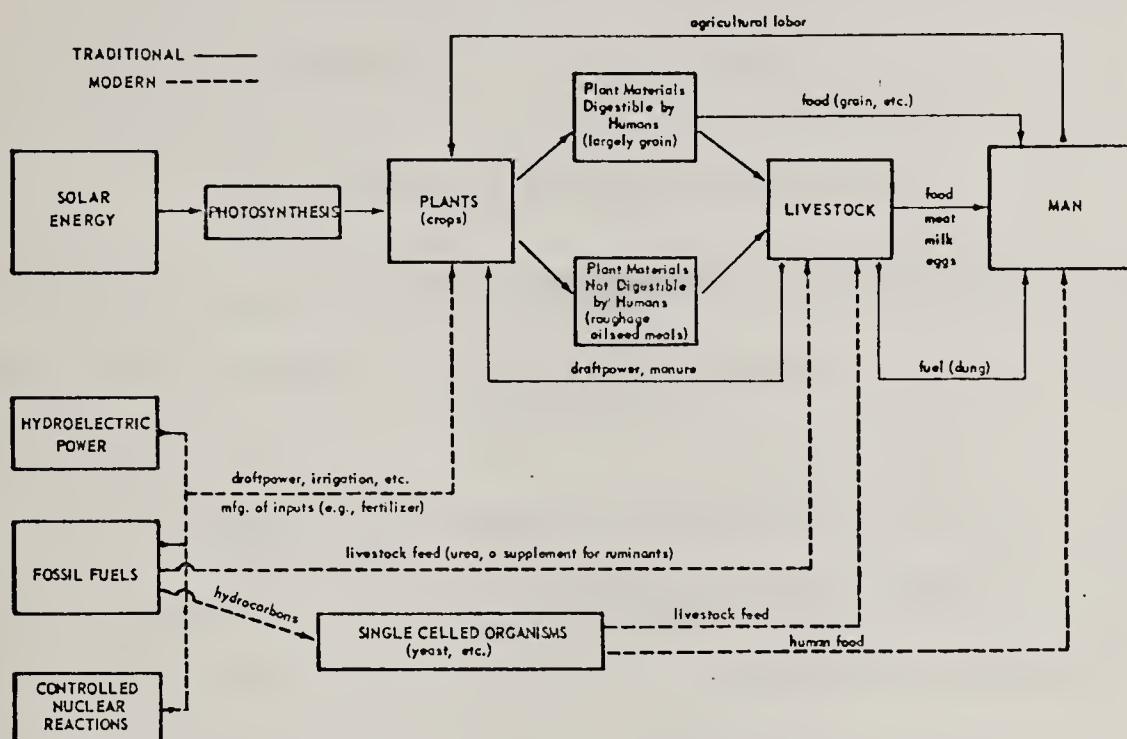 agricultural labor
TRADITIONAL
MODERN
Plant Materials
Digestible by
Humans
(largely grain)
food (grain, etc.)
SOLAR
ENERGY
PHOTOSYNTHESIS
PLANTS
(crops)
LIVESTOCK
food
meat
milk
eggs
MAN
Plant Materials
Not Digestible
by Humans
(roughage
oilseed meals)
draftpower, manure
fuel (dung)
HYDROELECTRIC
POWER
draftpower, irrigation, etc.
mfg. of inputs (e.g., fertilizer)
FOSSIL FUELS
livestock feed (urea, a supplement for ruminants)
hydrocarbons
SINGLE CELLED ORGANISMS
(yeast, etc.)
livestock feed
human food
CONTROLLED
NUCLEAR
REACTIONS